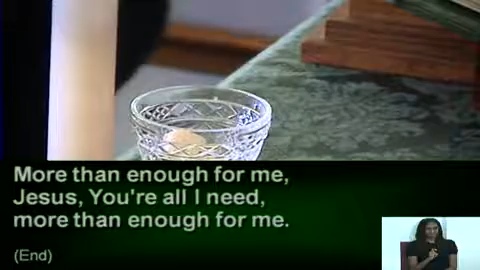 More than enough for me,
Jesus, You're all I need,
more than enough for me.
(End)